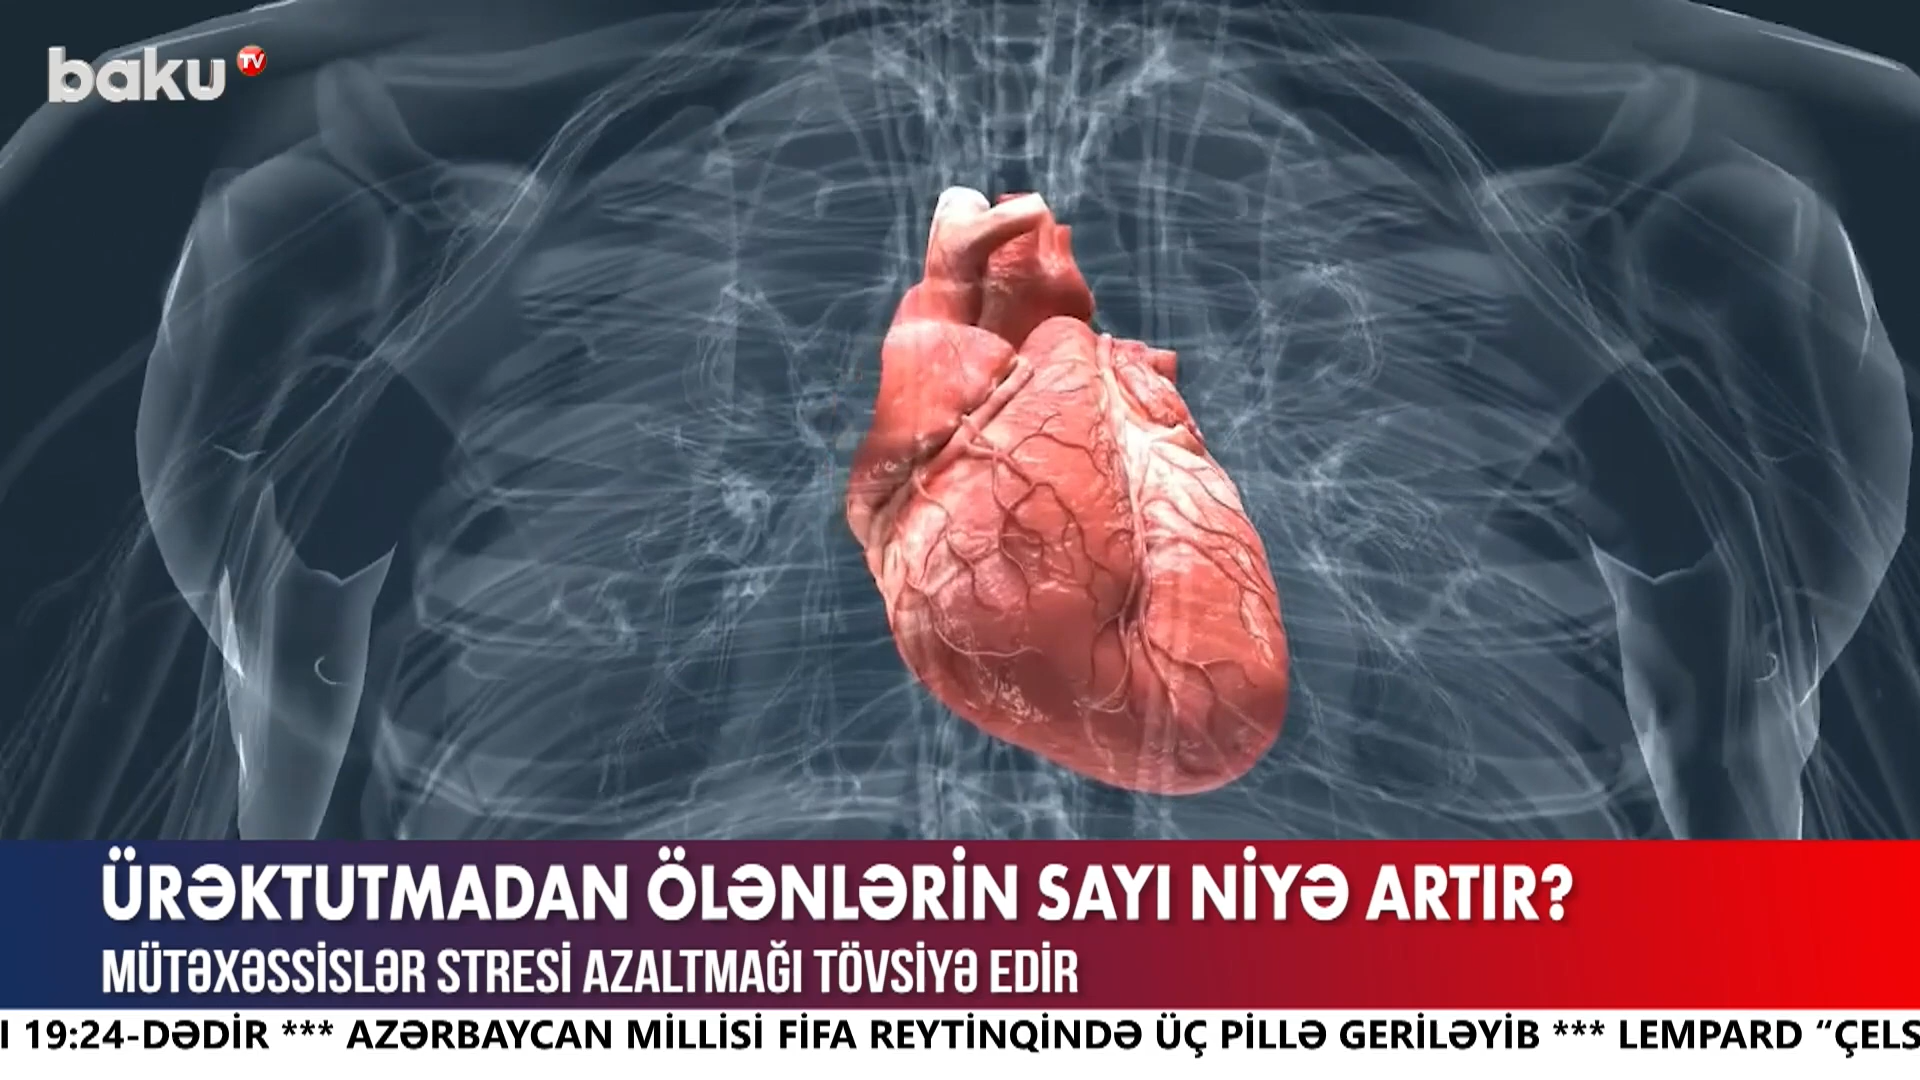 baku TV
ÜRƏKTUTMADAN ÖLƏNLƏRİN SAYI NİYƏ ARTIR?
MÜTƏXƏSSİSLƏR STRESİ AZALTMAĞI TÖVSİYƏ EDİR
I 19:24-DƏDİR *** AZƏRBAYCAN MİLLİSİ FİFA REYTİNQİNDƏ ÜÇ PİLLƏ GERİLƏYİB *** LEMPARD “ÇELS